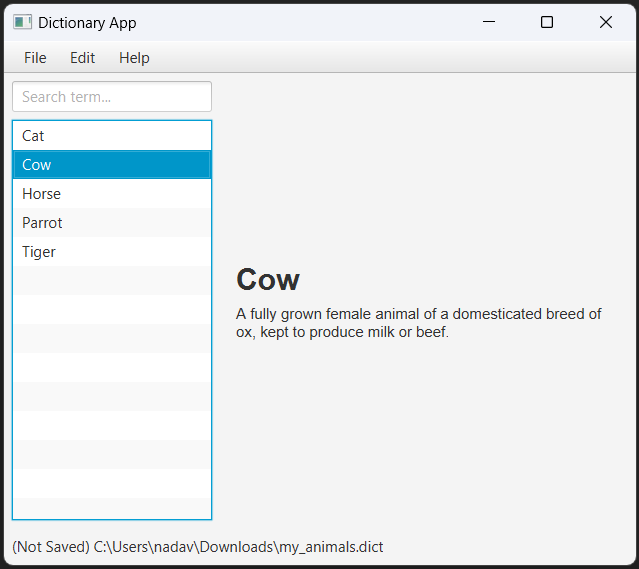 Dictionary App
File Edit Help
Search term...
Cat
Cow
Horse
Parrot
Tiger
Cow
A fully grown female animal of a domesticated breed of
ox, kept to produce milk or beef.
(Not Saved) C:\Users\nadav\Downloads\my_animals.dict